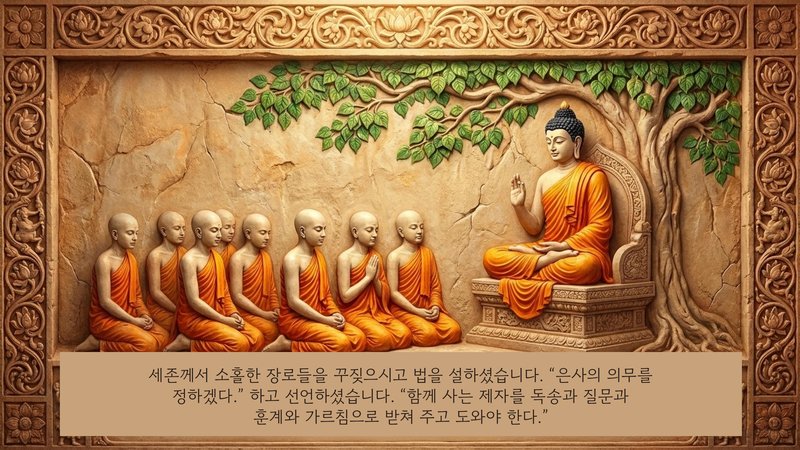 세존께서 소홀한 장로들을 꾸짖으시고 법을 설하셨습니다. “은사의 의무를
정하겠다.” 하고 선언하셨습니다. “함께 사는 제자를 독송과 질문과
훈계와 가르침으로 받쳐 주고 도와야 한다.”